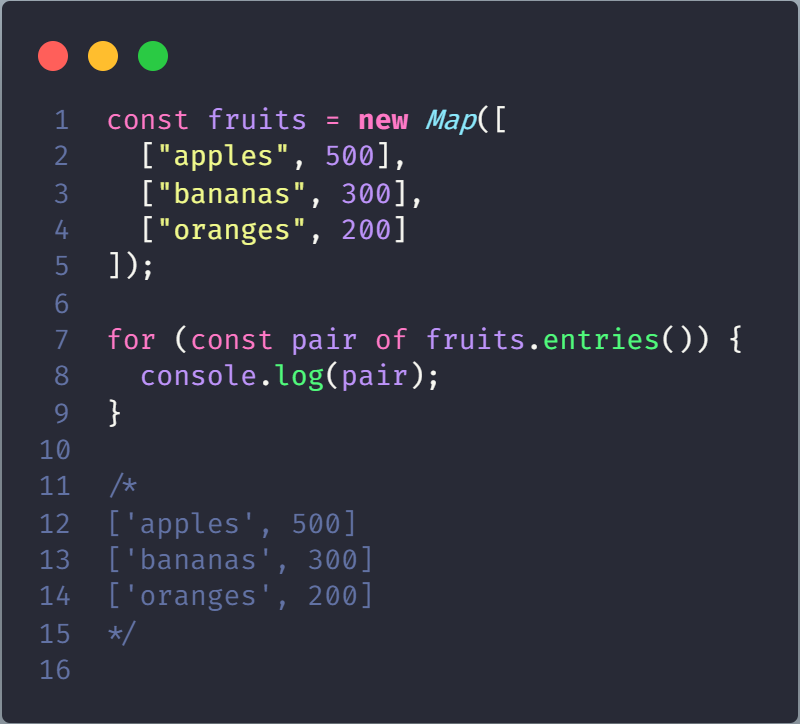 1 const fruits = new Map([
2   ["apples", 500],
3   ["bananas", 300],
4   ["oranges", 200]
5 ]);
6
7 for (const pair of fruits.entries()) {
8   console.log(pair);
9 }
10
11 /*
12 ['apples', 500]
13 ['bananas', 300]
14 ['oranges', 200]
15 */
16